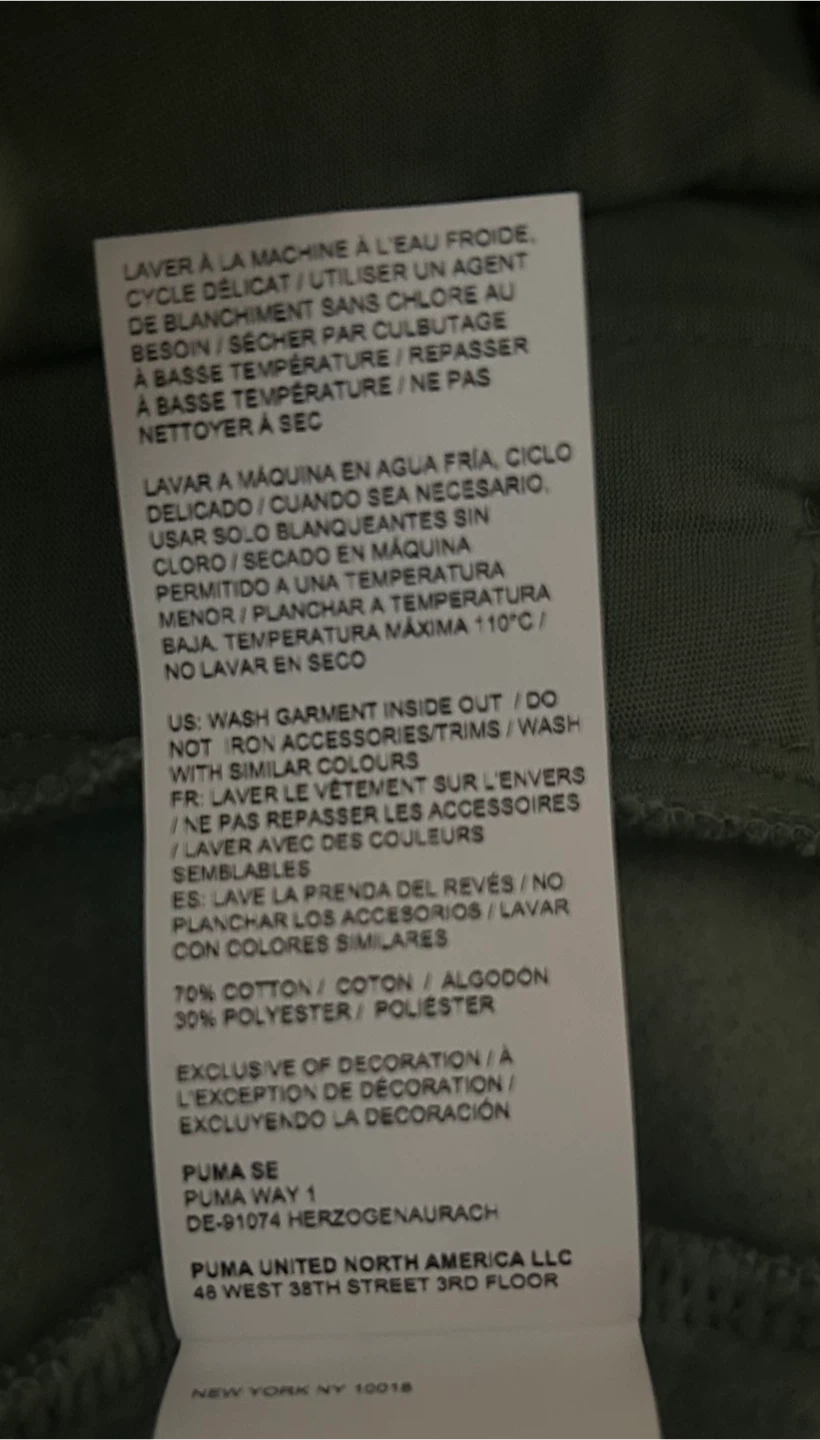 LAVER À LA MACHINE À L'EAU FROIDE,
CYCLE DÉLICAT / UTILISER UN AGENT
DE BLANCHIMENT SANS CHLORE AU
BESOIN / SÉCHER PAR CULBUTAGE
À BASSE TEMPÉRATURE / REPASSER
À BASSE TEMPÉRATURE / NE PAS
NETTOYER À SEC
LAVAR A MÁQUINA EN AGUA FRÍA, CICLO
DELICADO / CUANDO SEA NECESARIO,
USAR SOLO BLANQUEANTES SIN
CLORO / SECADO EN MÁQUINA
PERMITIDO A UNA TEMPERATURA
MENOR / PLANCHAR A TEMPERATURA
BAJA. TEMPERATURA MÁXIMA 110°C /
NO LAVAR EN SECO
US: WASH GARMENT INSIDE OUT / DO
NOT IRON ACCESSORIES/TRIMS / WASH
WITH SIMILAR COLOURS
FR: LAVER LE VÊTEMENT SUR L'ENVERS
/ NE PAS REPASSER LES ACCESSOIRES
/ LAVER AVEC DES COULEURS
SEMBLABLES
ES: LAVE LA PRENDA DEL REVÉS / NO
PLANCHAR LOS ACCESORIOS / LAVAR
CON COLORES SIMILARES
70% COTTON / COTON / ALGODÓN
30% POLYESTER / POLIÉSTER
EXCLUSIVE OF DECORATION / À
L'EXCEPTION DE DÉCORATION /
EXCLUYENDO LA DECORACIÓN
PUMA SE
PUMA WAY 1
DE-91074 HERZOGENAURACH
PUMA UNITED NORTH AMERICA LLC
48 WEST 38TH STREET 3RD FLOOR
NEW YORK NY 10018